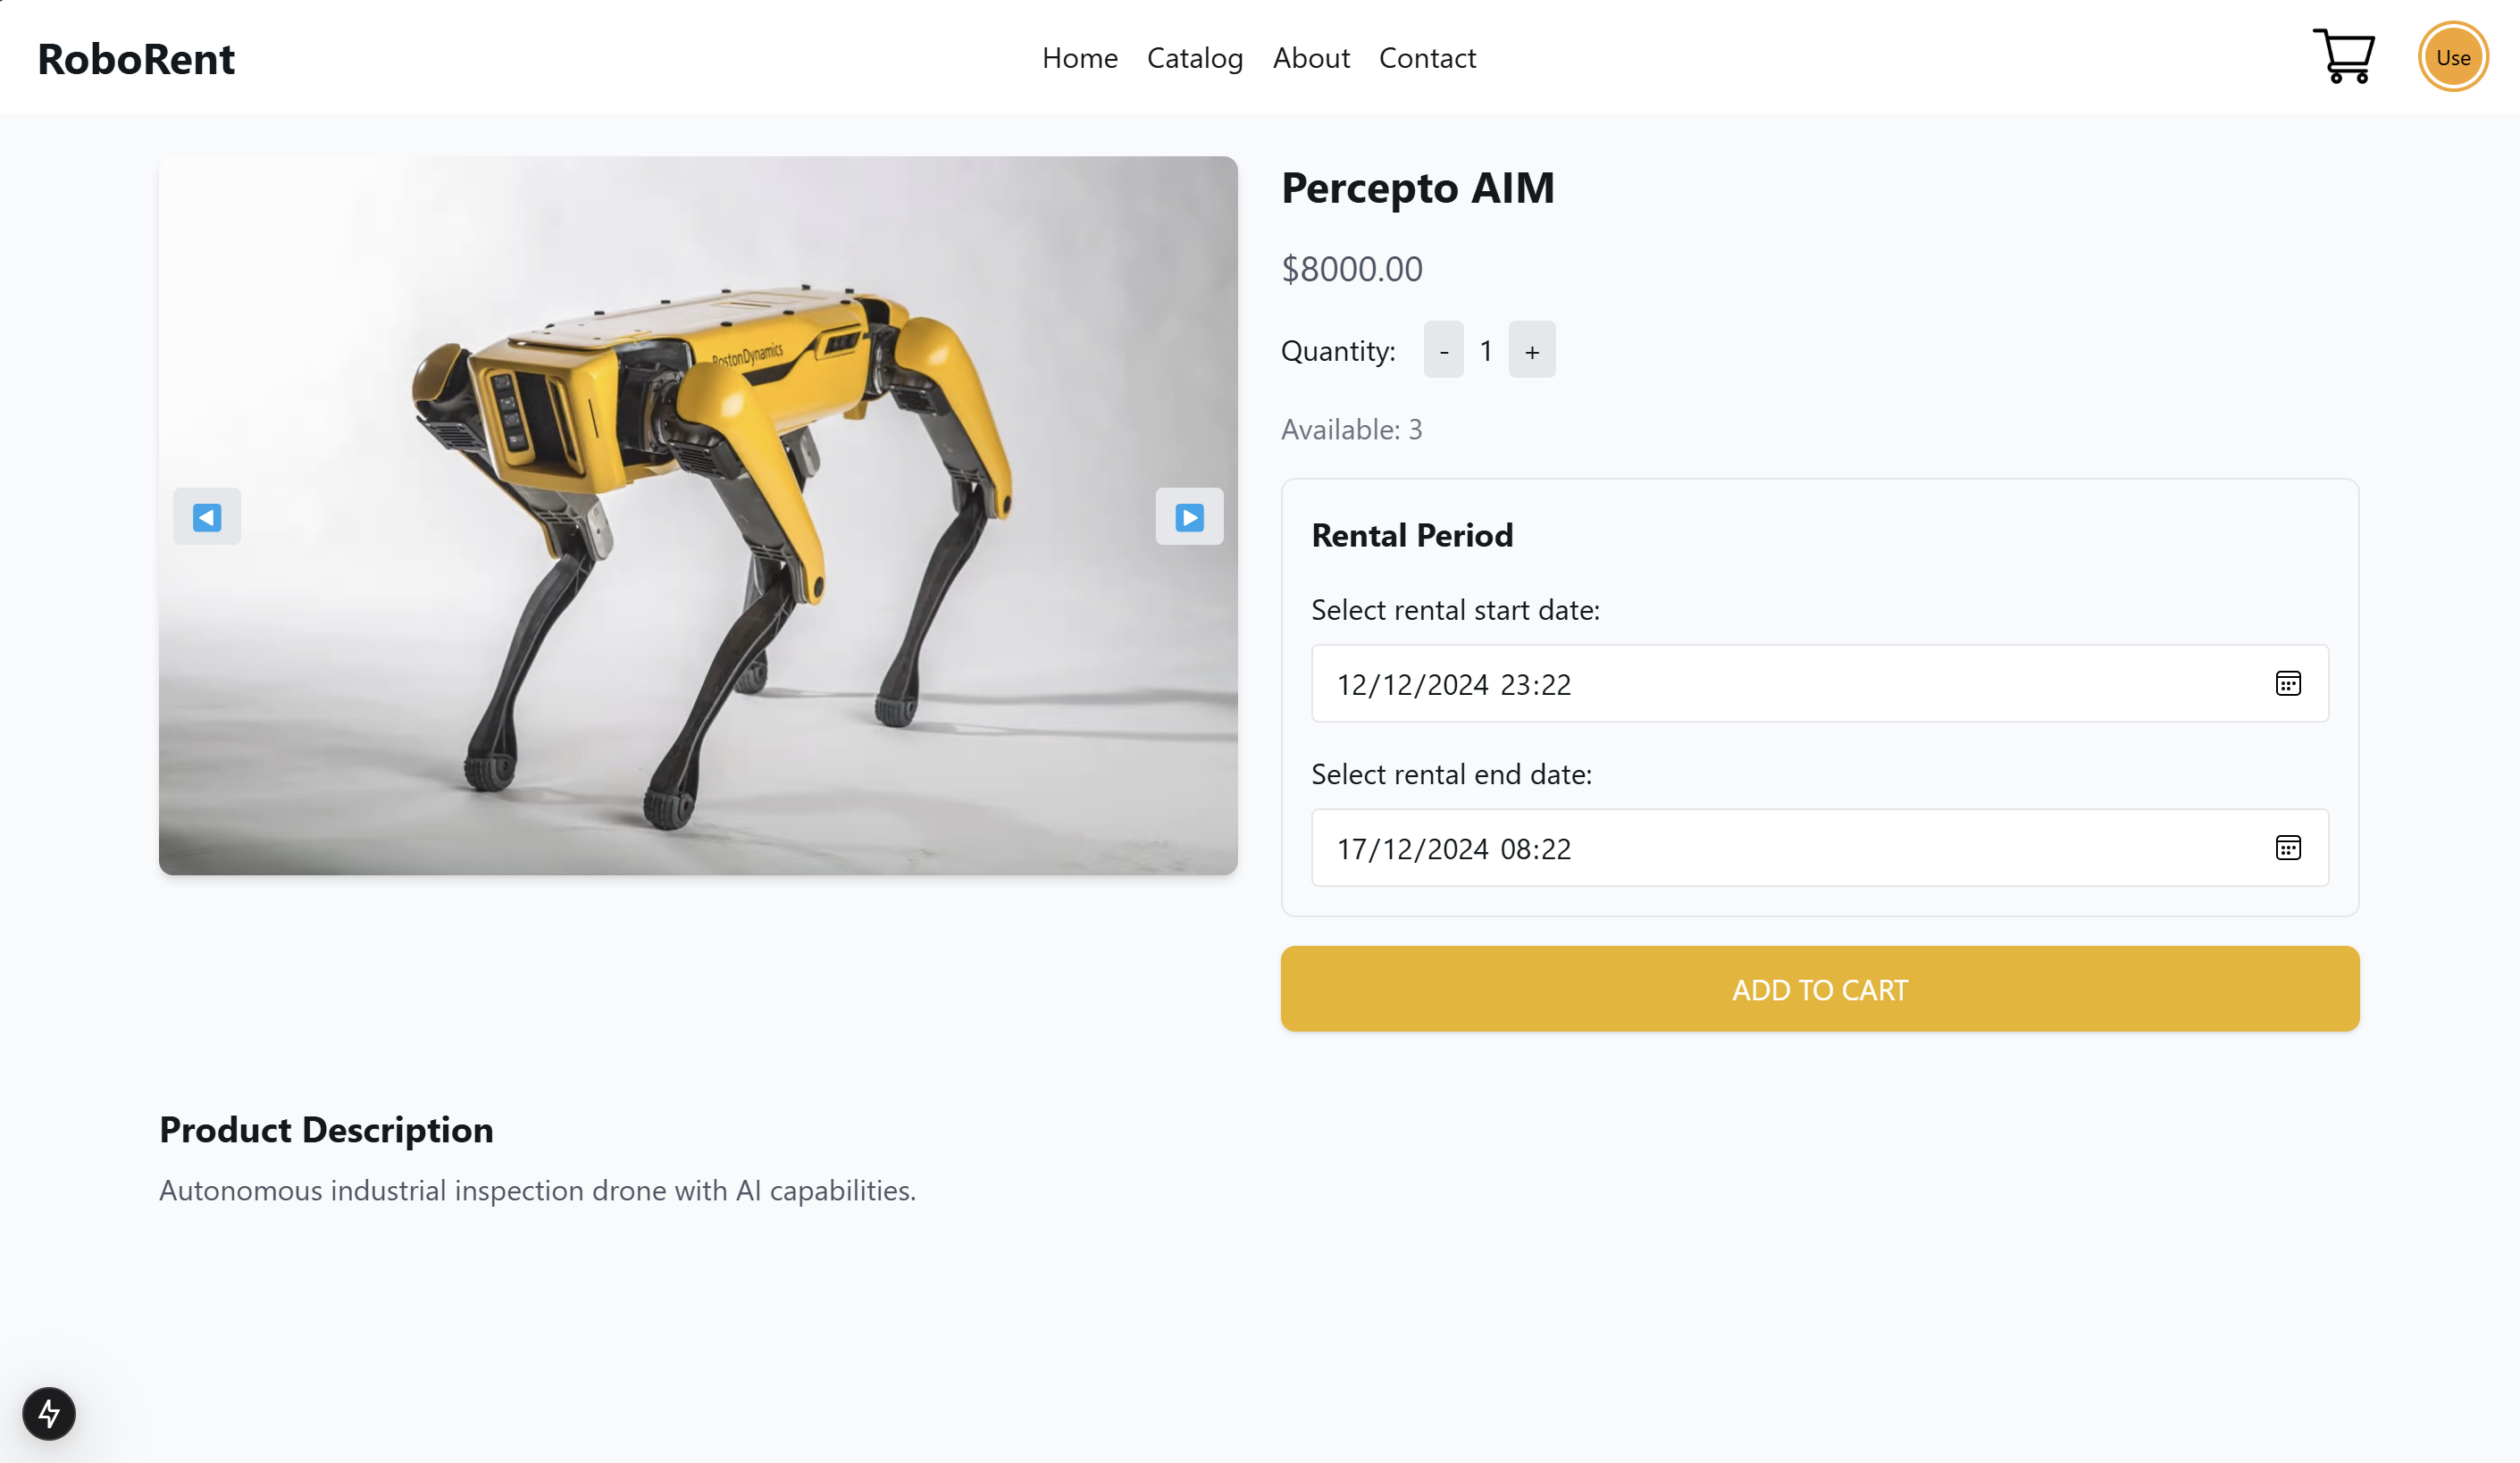 RoboRent
Home Catalog About Contact
Use
BostonDynamics
Percepto AIM
$8000.00
Quantity: - 1 +
Available: 3
Rental Period
Select rental start date:
12/12/2024 23:22
Select rental end date:
17/12/2024 08:22
ADD TO CART
Product Description
Autonomous industrial inspection drone with AI capabilities.